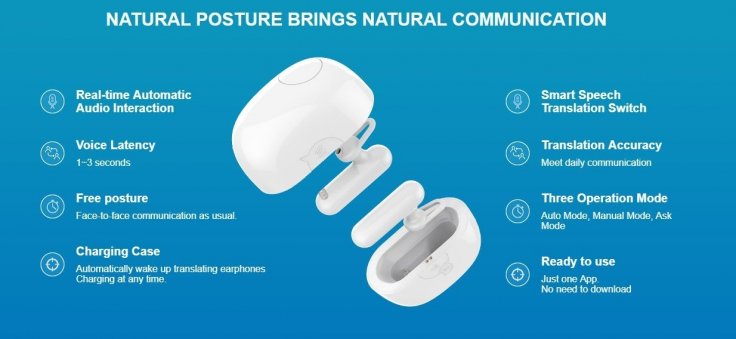 NATURAL POSTURE BRINGS NATURAL COMMUNICATION
Real-time Automatic
Audio Interaction
Voice Latency
1~3 seconds
Free posture
Face-to-face communication as usual.
Charging Case
Automatically wake up translating earphones
Charging at any time.
Smart Speech
Translation Switch
Translation Accuracy
Meet daily communication
Three Operation Mode
Auto Mode, Manual Mode, Ask
Mode
Ready to use
Just one App.
No need to download